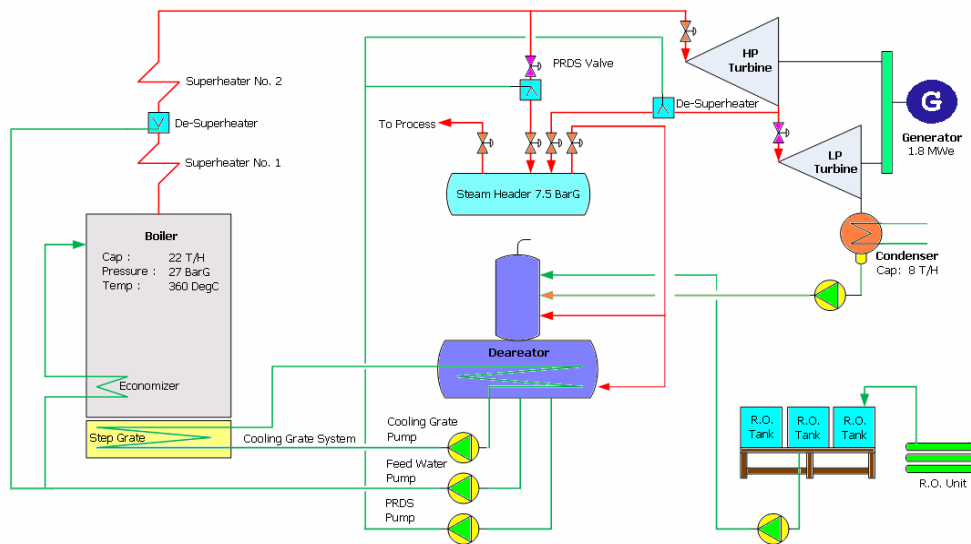 HP
Turbine
PRDS Valve
Superheater No. 2
De-Superheater
G
Generator
1.8 MWe
De-Superheater
To Process
LP
Turbine
Superheater No. 1
Steam Header 7.5 BarG
Boiler
Cap : 22 T/H
Pressure : 27 BarG
Temp : 360 DegC
Condenser
Cap: 8 T/H
Deareator
Economizer
Step Grate
Cooling Grate System
Cooling Grate
Pump
Feed Water
Pump
PRDS
Pump
R.O.
Tank
R.O.
Tank
R.O.
Tank
R.O. Unit